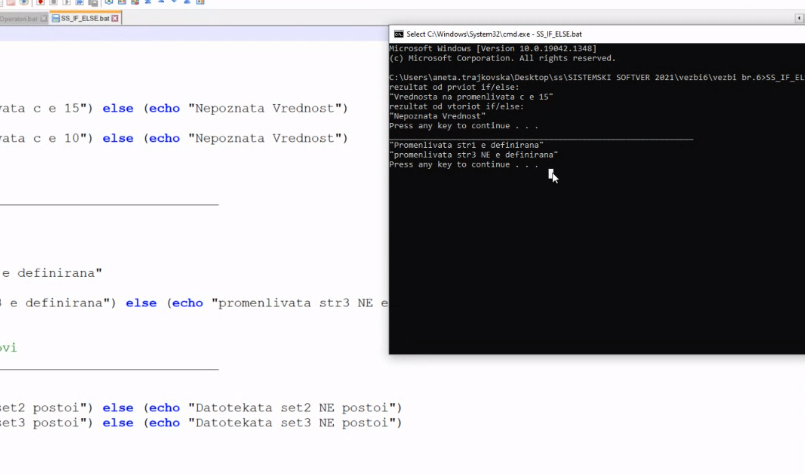 Operatori.bat SS_IF_ELSE.bat
Select C:\Windows\System32\cmd.exe - SS_IF_ELSE.bat
Microsoft Windows [Version 10.0.19042.1348]
(c) Microsoft Corporation. All rights reserved.
C:\Users\aneta.trajkovska\Desktop\ss\SISTEMSKI SOFTVER 2021\vezbi6\vezbi br.6>SS_IF_EL
rezultat od prviot if/else:
"Vrednosta na promenlivata c e 15"
rezultat od vtoriot if/else:
"Nepoznata Vrednost"
Press any key to continue . . .
"Promenlivata str1 e definirana"
"promenlivata str3 NE e definirana"
Press any key to continue . . .
vata c e 15") else (echo "Nepoznata Vrednost")
vata c e 10") else (echo "Nepoznata Vrednost")
e definirana"
3 e definirana") else (echo "promenlivata str3 NE e
ovi
set2 postoi") else (echo "Datotekata set2 NE postoi")
set3 postoi") else (echo "Datotekata set3 NE postoi")